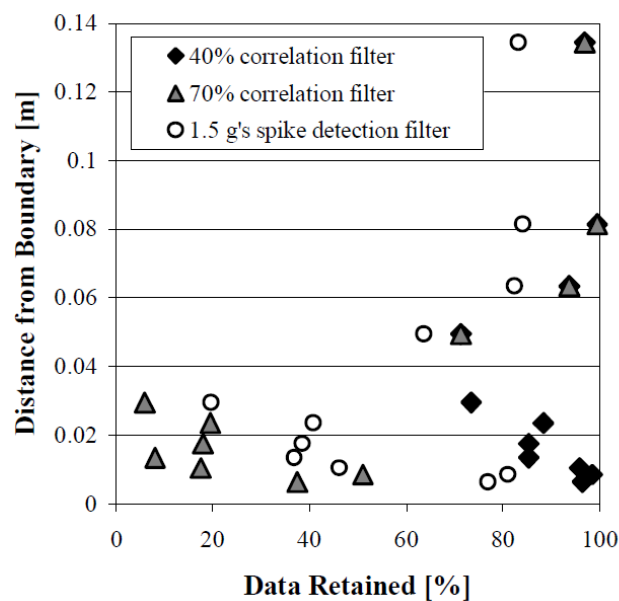 0.14
0.12
0.1
0.08
0.06
0.04
0.02
0
Distance from Boundary [m]
40% correlation filter
70% correlation filter
1.5 g's spike detection filter
0 20 40 60 80 100
Data Retained [%]